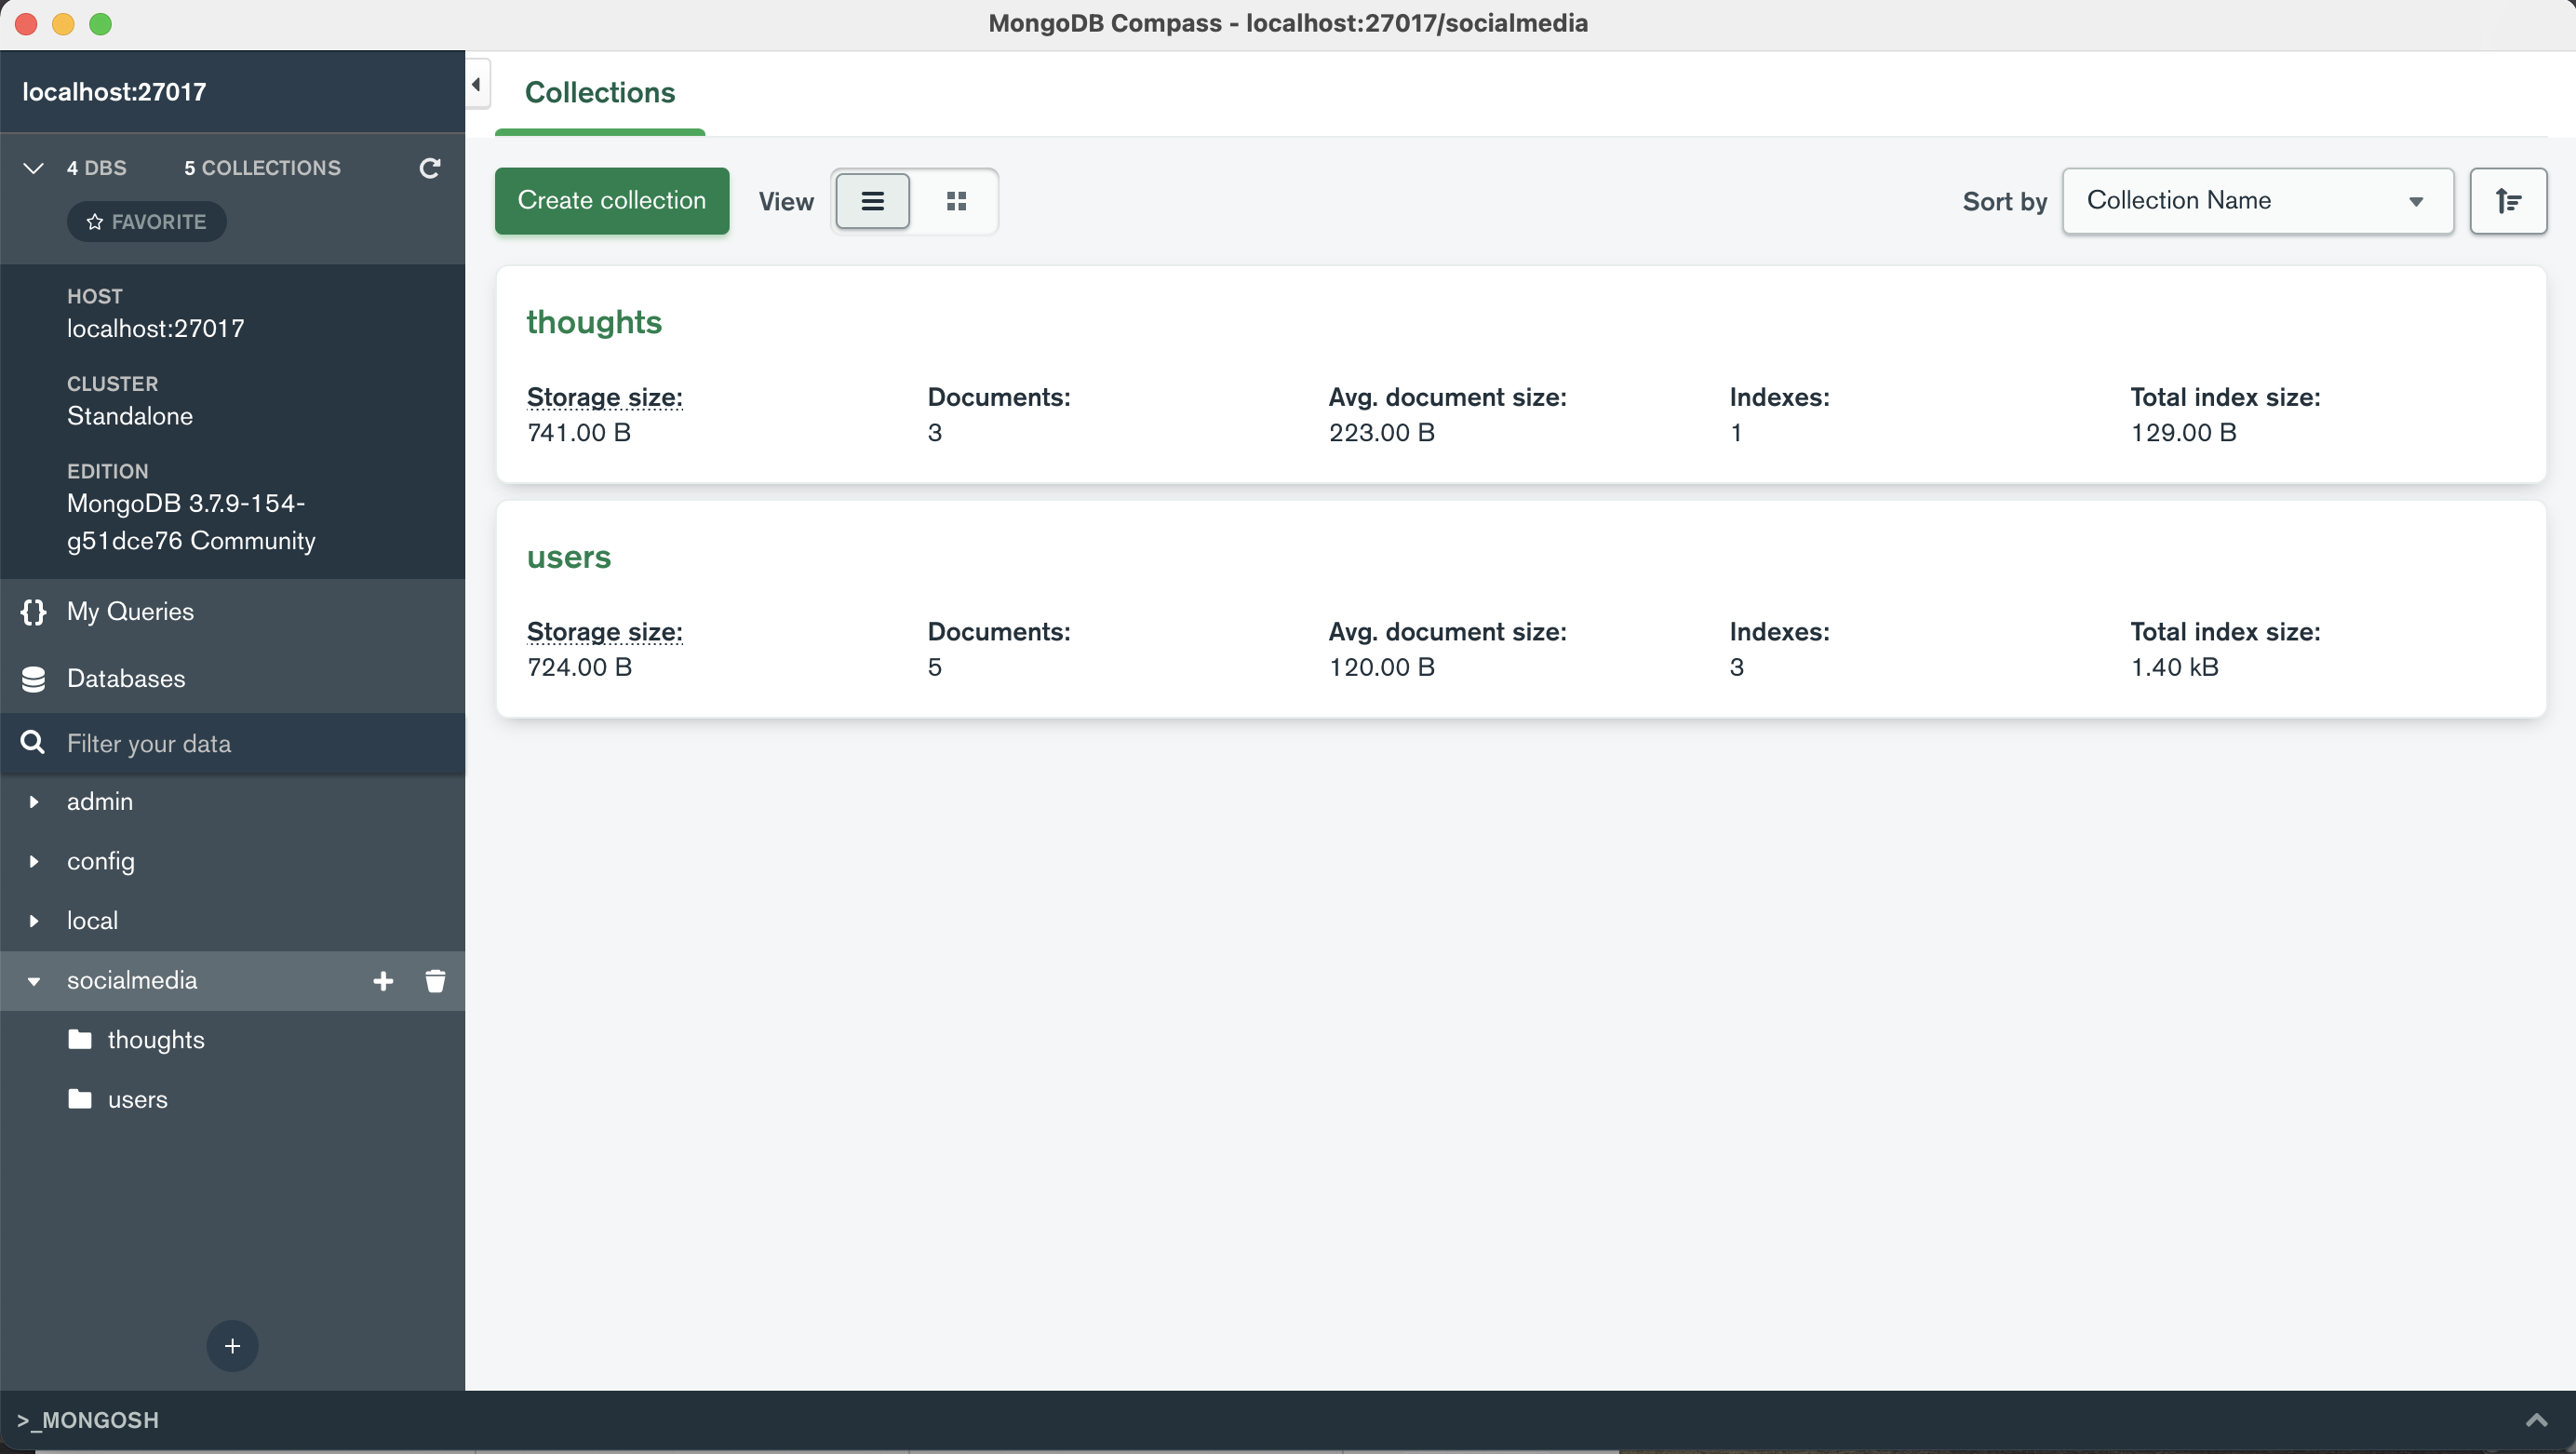 MongoDB Compass - localhost:27017/socialmedia
localhost:27017
4 DBS 5 COLLECTIONS
FAVORITE
HOST
localhost:27017
CLUSTER
Standalone
EDITION
MongoDB 3.7.9-154-
g51dce76 Community
My Queries
Databases
Filter your data
admin
config
local
socialmedia
thoughts
users
Collections
Create collection View Sort by Collection Name
thoughts
Storage size: Documents: Avg. document size: Indexes: Total index size:
741.00 B 3 223.00 B 1 129.00 B
users
Storage size: Documents: Avg. document size: Indexes: Total index size:
724.00 B 5 120.00 B 3 1.40 kB
>_MONGOSH